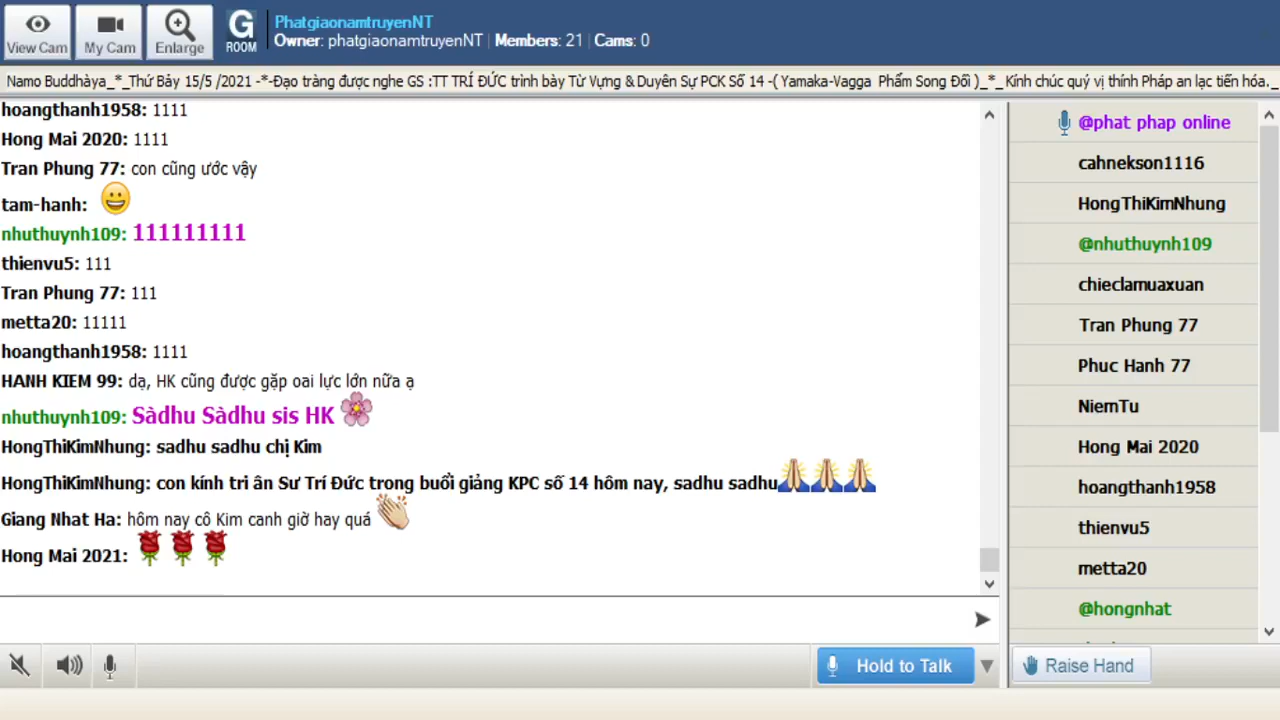 View Cam
My Cam
Enlarge
G
ROOM
PhatgiaonamtruyenNT
Owner: phatgiaonamtruyenNT | Members: 21 | Cams: 0
Namo Buddhàya_*_Thứ Bảy 15/5 /2021 -*-Đạo tràng được nghe GS :TT TRÍ ĐỨC trình bày Từ Vựng & Duyên Sự PCK Số 14 -( Yamaka-Vagga Phẩm Song Đối )_*_ Kính chúc quý vị thính Pháp an lạc tiến hóa._
hoangthanh1958: 1111
Hong Mai 2020: 1111
Tran Phung 77: con cũng ước vậy
tam-hanh:
nhuthuynh109: 111111111
thienvu5: 111
Tran Phung 77: 111
metta20: 11111
hoangthanh1958: 1111
HANH KIEM 99: dạ, HK cũng được gặp oai lực lớn nữa ạ
nhuthuynh109: Sàdhu Sàdhu sis HK
HongThiKimNhung: sadhu sadhu chị Kim
HongThiKimNhung: con kính tri ân Sư Trí Đức trong buổi giảng KPC số 14 hôm nay, sadhu sadhu
Giang Nhat Ha: hôm nay cô Kim canh giờ hay quá
Hong Mai 2021:
@phat phap online
cahnekson1116
HongThiKimNhung
@nhuthuynh109
chieclamuaxuan
Tran Phung 77
Phuc Hanh 77
NiemTu
Hong Mai 2020
hoangthanh1958
thienvu5
metta20
@hongnhat
Hold to Talk
Raise Hand